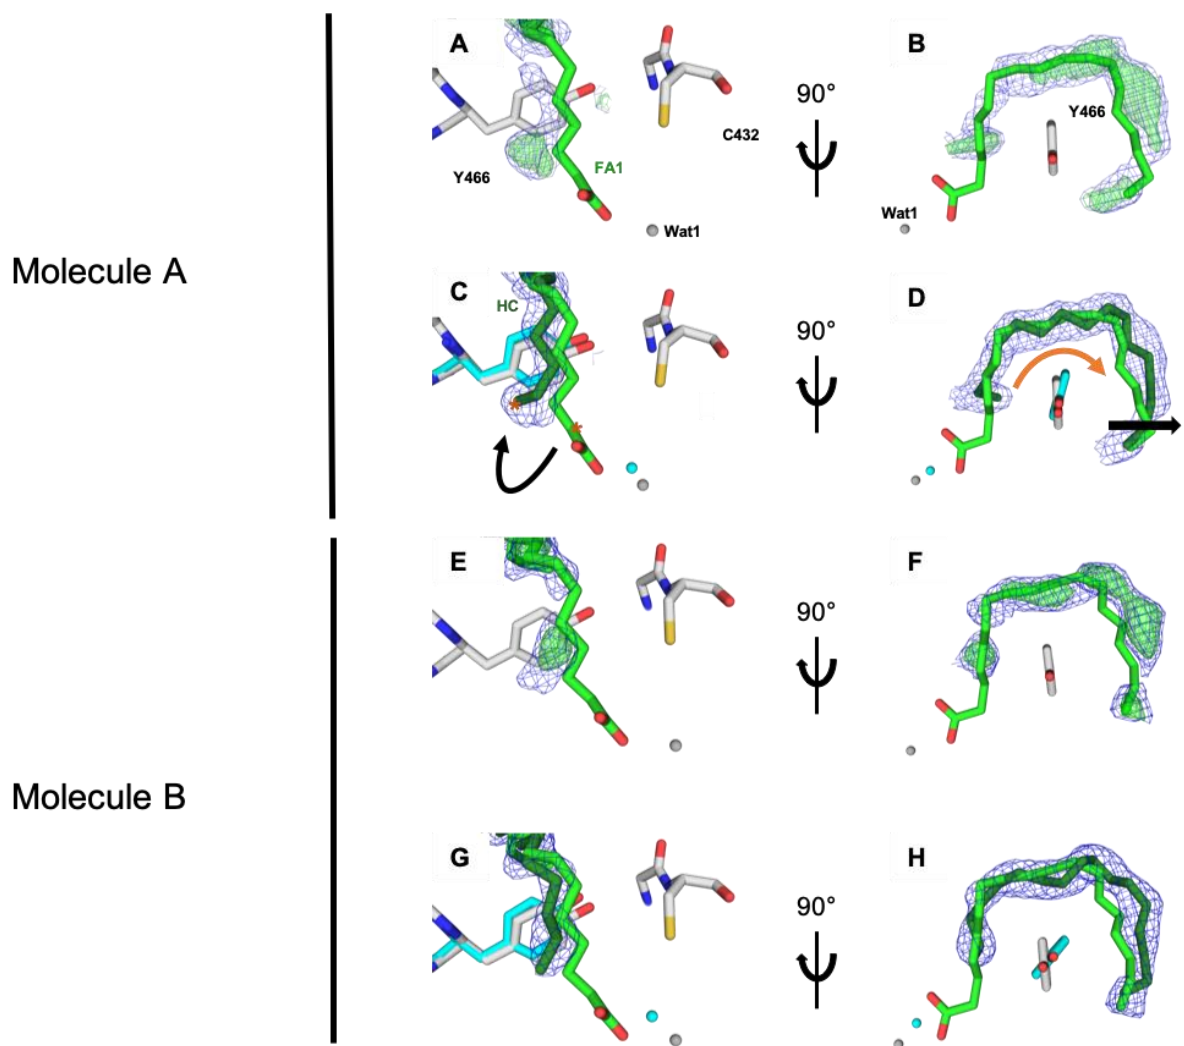 A
B
90°
Y466
C432
Y466
FA1
Wat1
Wat1
Molecule A
C
HC
90°
D
E
90°
F
Molecule B
G
90°
H